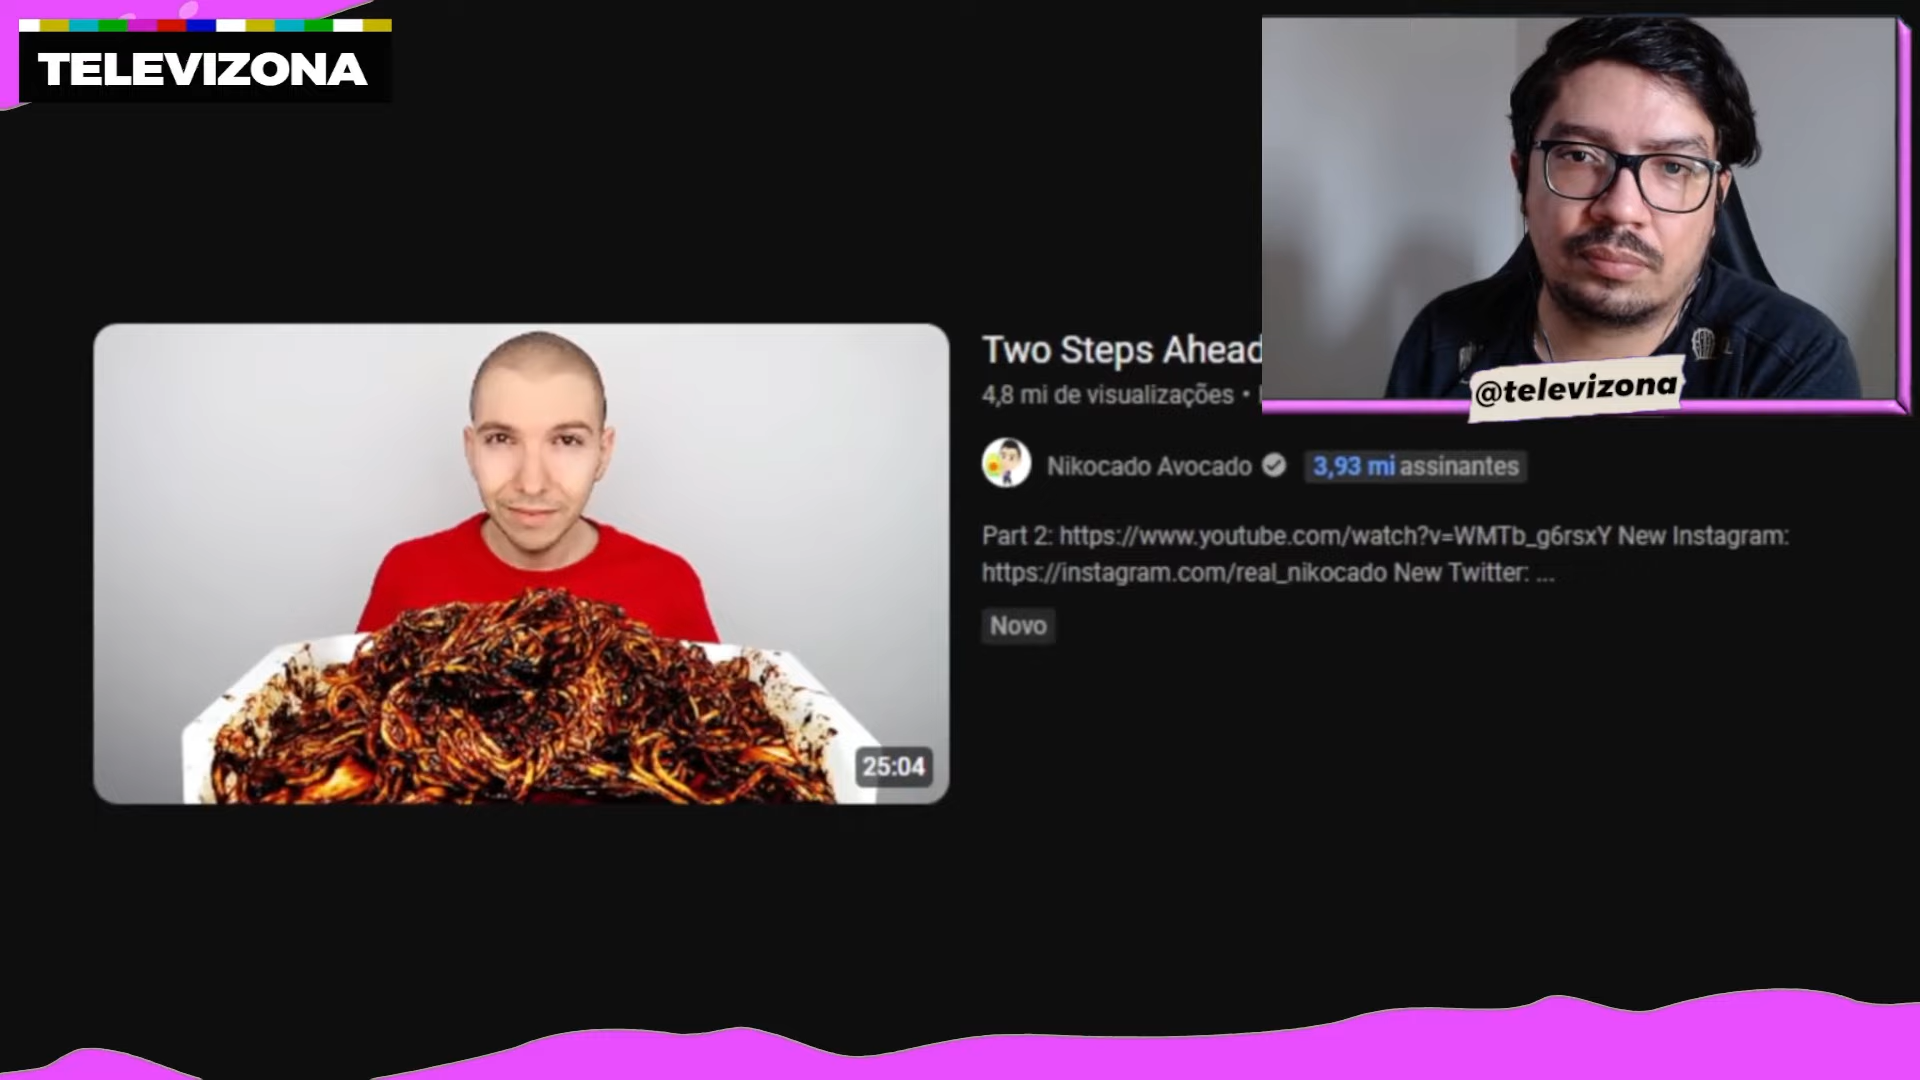 TELEVIZONA
@televizona
Two Steps Ahead
4,8 mi de visualizações •
Nikocado Avocado
3,93 mi assinantes
Part 2: https://www.youtube.com/watch?v=WMTb_g6rsxY New Instagram:
https://instagram.com/real_nikocado New Twitter: ...
Novo
25:04